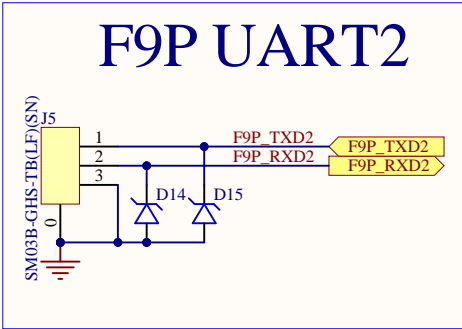 F9P UART2
J5
SM03B-GHS-TB(LF)(SN)
1
F9P_TXD2
F9P_TXD2
2
F9P_RXD2
F9P_RXD2
3
D14
D15
0